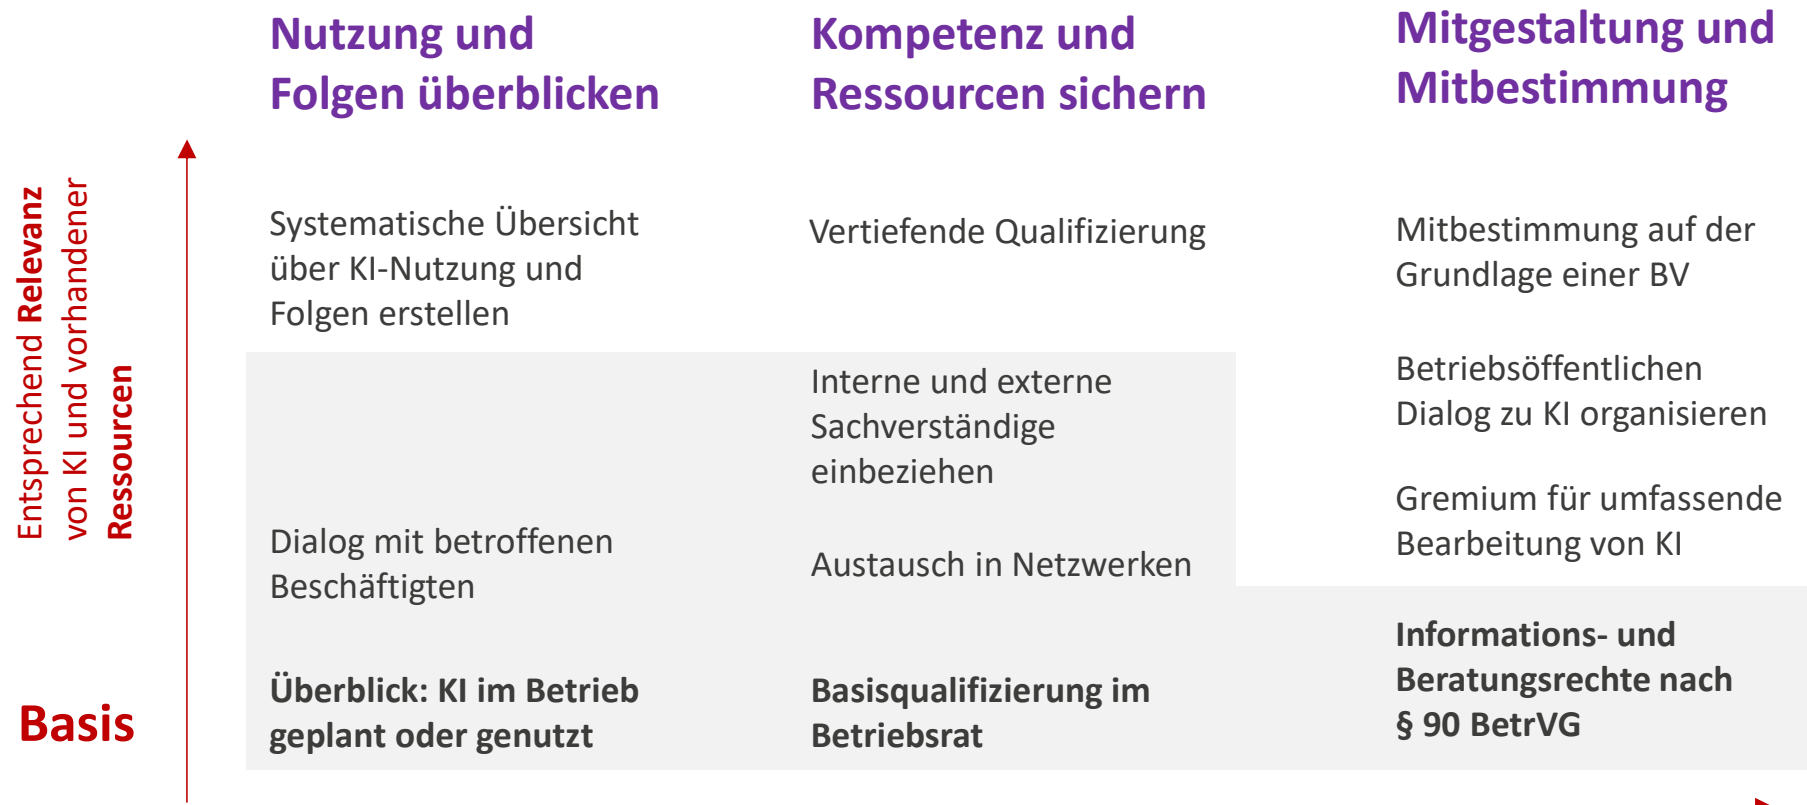 Nutzung und
Folgen überblicken
Kompetenz und
Ressourcen sichern
Mitgestaltung und
Mitbestimmung
Entsprechend Relevanz
von KI und vorhandener
Ressourcen
Systematische Übersicht
über KI-Nutzung und
Folgen erstellen
Vertiefende Qualifizierung
Mitbestimmung auf der
Grundlage einer BV
Interne und externe
Sachverständige
einbeziehen
Betriebsöffentlichen
Dialog zu KI organisieren
Dialog mit betroffenen
Beschäftigten
Austausch in Netzwerken
Gremium für umfassende
Bearbeitung von KI
Basis
Überblick: KI im Betrieb
geplant oder genutzt
Basisqualifizierung im
Betriebsrat
Informations- und
Beratungsrechte nach
§ 90 BetrVG